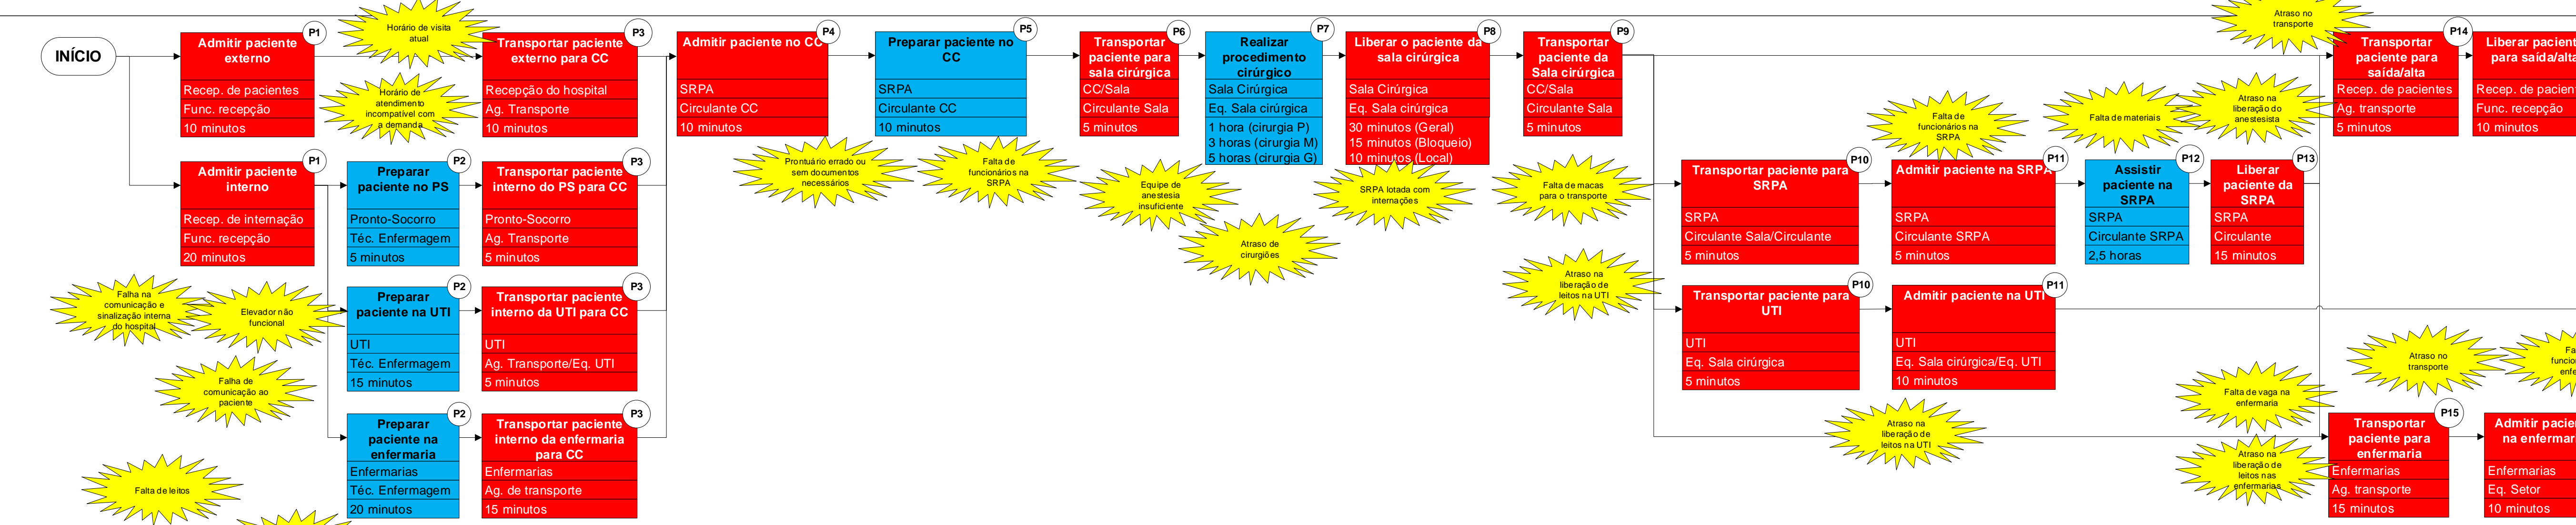 INÍCIO
P1
Admitir paciente
externo
Recep. de pacientes
Func. recepção
10 minutos
Horário de visita
atual
Horário de
atendimento
incompatível com
a demanda
P3
Transportar paciente
externo para CC
Recepção do hospital
Ag. Transporte
10 minutos
P4
Admitir paciente no CC
SRPA
Circulante CC
10 minutos
P5
Preparar paciente no
CC
SRPA
Circulante CC
10 minutos
P6
Transportar
paciente para
sala cirúrgica
CC/Sala
Circulante Sala
5 minutos
P7
Realizar
procedimento
cirúrgico
Sala Cirúrgica
Eq. Sala cirúrgica
1 hora (cirurgia P)
3 horas (cirurgia M)
5 horas (cirurgia G)
P8
Liberar o paciente da
sala cirúrgica
Sala Cirúrgica
Eq. Sala cirúrgica
30 minutos (Geral)
15 minutos (Bloqueio)
10 minutos (Local)
P9
Transportar
paciente da
Sala cirúrgica
CC/Sala
Circulante Sala
5 minutos
Atraso no
transporte
P14
Transportar
paciente para
saída/alta
Recep. de pacientes
Ag. transporte
5 minutos
Liberar pacient
para saída/alta
Recep. de pacien
Func. recepção
10 minutos
P1
Admitir paciente
interno
Recep. de internação
Func. recepção
20 minutos
P2
Preparar
paciente no PS
Pronto-Socorro
Téc. Enfermagem
5 minutos
P3
Transportar paciente
interno do PS para CC
Pronto-Socorro
Ag. Transporte
5 minutos
Prontuário errado ou
sem documentos
necessários
Falta de
funcionários na
SRPA
Equipe de
anestesia
insuficiente
Atraso de
cirurgiões
SRPA lotada com
internações
Falta de macas
para o transporte
Atraso na
liberação de
leitos na UTI
P10
Transportar paciente para
SRPA
SRPA
Circulante Sala/Circulante
5 minutos
Falta de
funcionários na
SRPA
P11
Admitir paciente na SRPA
SRPA
Circulante SRPA
5 minutos
Falta de materiais
Atraso na
liberação do
anestesista
P12
Assistir
paciente na
SRPA
SRPA
Circulante SRPA
2,5 horas
P13
Liberar
paciente da
SRPA
SRPA
Circulante
15 minutos
Falha na
comunicação e
sinalização interna
do hospital
Elevador não
funcional
Falha de
comunicação ao
paciente
Falta de leitos
P2
Preparar
paciente na UTI
UTI
Téc. Enfermagem
15 minutos
P3
Transportar paciente
interno da UTI para CC
UTI
Ag. Transporte/Eq. UTI
5 minutos
P10
Transportar paciente para
UTI
UTI
Eq. Sala cirúrgica
5 minutos
P11
Admitir paciente na UTI
UTI
Eq. Sala cirúrgica/Eq. UTI
10 minutos
P2
Preparar
paciente na
enfermaria
Enfermarias
Téc. Enfermagem
20 minutos
P3
Transportar paciente
interno da enfermaria
para CC
Enfermarias
Ag. de transporte
15 minutos
Atraso na
liberação de
leitos na UTI
Falta de vaga na
enfermaria
Atraso na
liberação de
leitos nas
enfermarias
Atraso no
transporte
Fa
funcio
enfe
P15
Transportar
paciente para
enfermaria
Enfermarias
Ag. transporte
15 minutos
Admitir pacien
na enfermar
Enfermarias
Eq. Setor
10 minutos